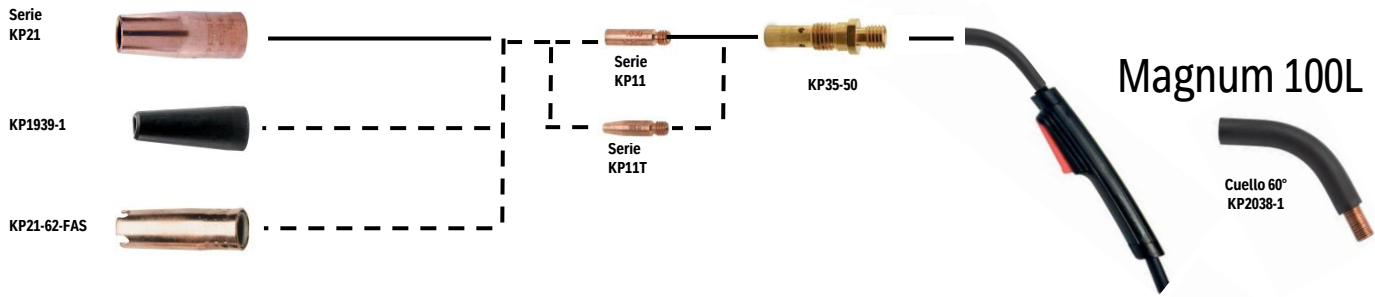 Serie
KP21
KP1939-1
KP21-62-FAS
Serie
KP11
Serie
KP11T
KP35-50
Magnum 100L
Cuello 60°
KP2038-1